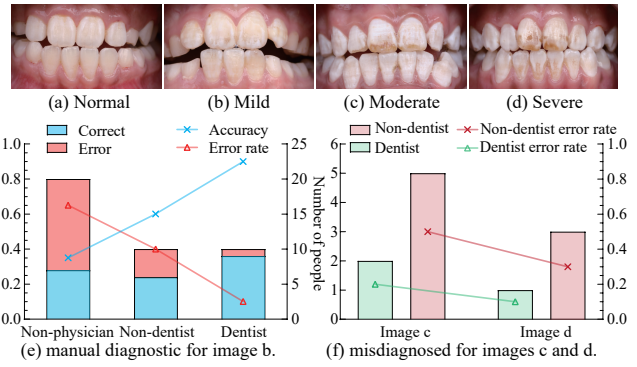 (a) Normal (b) Mild (c) Moderate (d) Severe
Correct Accuracy
Error Error rate
1.0 0.8 0.6 0.4 0.2 0.0
25 20 15 10 5 0
Number of people
Non-physician Non-dentist Dentist
(e) manual diagnostic for image b.
Non-dentist Non-dentist error rate
Dentist Dentist error rate
6 5 4 3 2 1 0
1.0 0.8 0.6 0.4 0.2 0.0
Image c Image d
(f) misdiagnosed for images c and d.